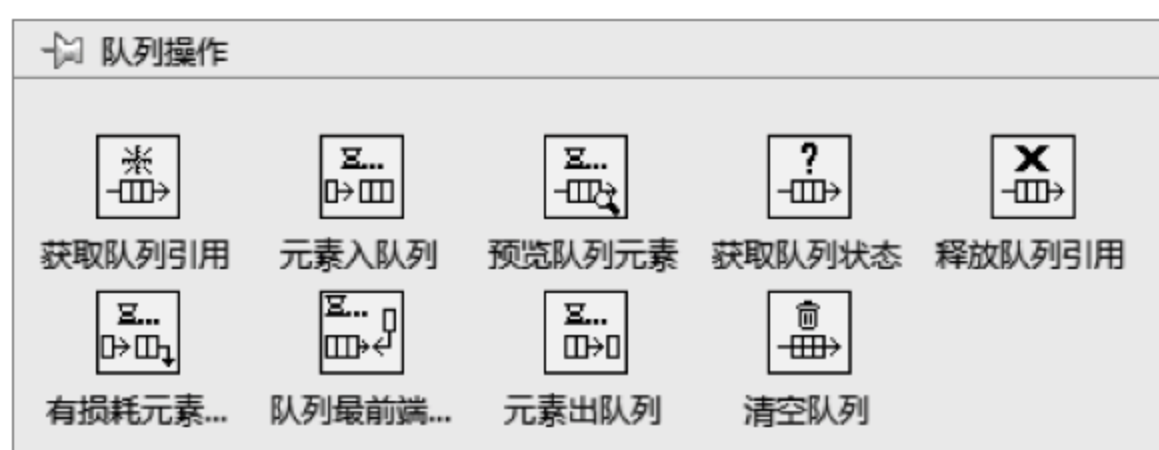 队列操作
获取队列引用 元素入队列 预览队列元素 获取队列状态 释放队列引用
有损耗元素... 队列最前端... 元素出队列 清空队列